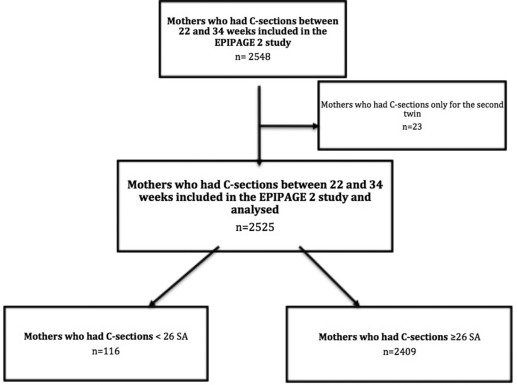 Mothers who had C-sections between
22 and 34 weeks included in the
EPIPAGE 2 study
n= 2548
Mothers who had C-sections only for the second
twin
n=23
Mothers who had C-sections between 22 and 34
weeks included in the EPIPAGE 2 study and
analysed
n=2525
Mothers who had C-sections < 26 SA
n=116
Mothers who had C-sections ≥26 SA
n=2409